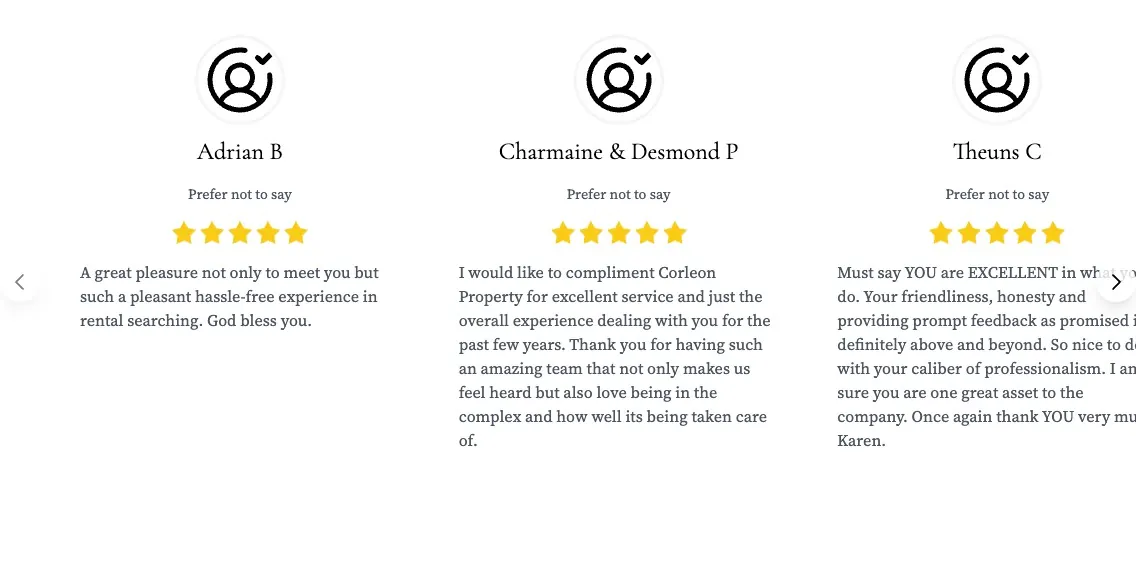 Adrian B
Prefer not to say
A great pleasure not only to meet you but
such a pleasant hassle-free experience in
rental searching. God bless you.
Charmaine & Desmond P
Prefer not to say
I would like to compliment Corleon
Property for excellent service and just the
overall experience dealing with you for the
past few years. Thank you for having such
an amazing team that not only makes us
feel heard but also love being in the
complex and how well its being taken care
of.
Theuns C
Prefer not to say
Must say YOU are EXCELLENT in what
do. Your friendliness, honesty and
providing prompt feedback as promised
definitely above and beyond. So nice to
with your caliber of professionalism. I
sure you are one great asset to the
company. Once again thank YOU very
Karen.